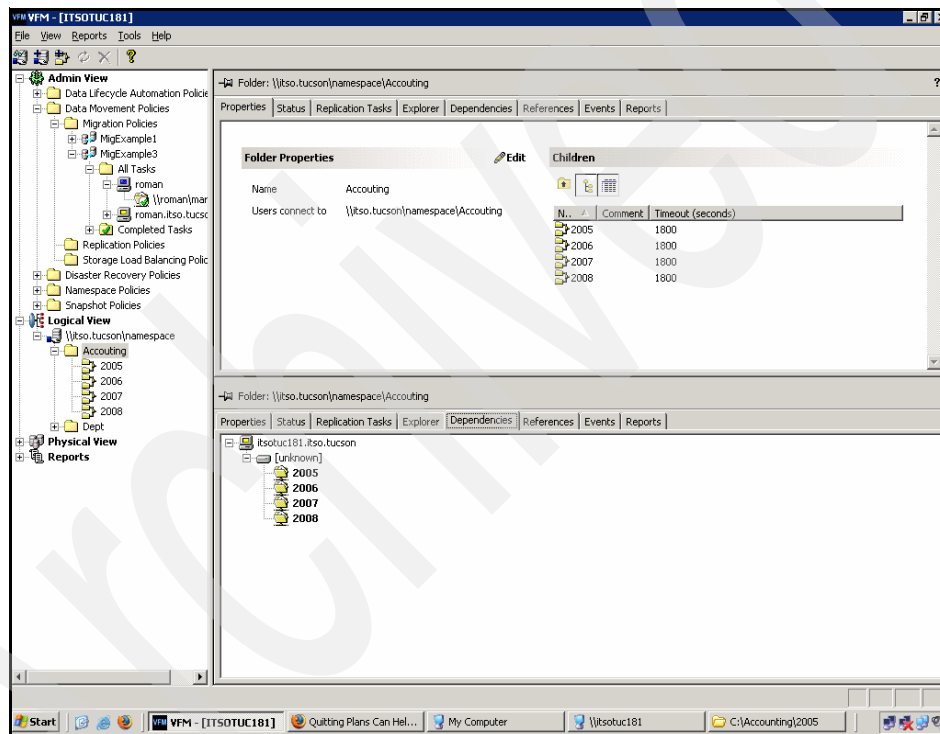 VFM VFM - [ITSOTUC181]
File View Reports Tools Help
Admin View
Data Lifecycle Automation Policie
Data Movement Policies
Migration Policies
MigExample1
MigExample3
All Tasks
roman
\\roman\mar
roman.itso.tucsc
Completed Tasks
Replication Policies
Storage Load Balancing Polic
Disaster Recovery Policies
Namespace Policies
Snapshot Policies
Logical View
\\itso.tucson\namespace
Accouting
2005
2006
2007
2008
Dept
Physical View
Reports
Folder: \\itso.tucson\namespace\Accouting
Properties Status Replication Tasks Explorer Dependencies References Events Reports
Folder Properties Edit
Name Accouting
Users connect to \\itso.tucson\namespace\Accouting
Children
N.. Comment Timeout (seconds)
2005 1800
2006 1800
2007 1800
2008 1800
Folder: \\itso.tucson\namespace\Accouting
Properties Status Replication Tasks Explorer Dependencies References Events Reports
itsotuc181.itso.tucson
[unknown]
2005
2006
2007
2008
Start VFM VFM - [ITSOTUC181] Quitting Plans Can Hel... My Computer \\itsotuc181 C:\Accounting\2005